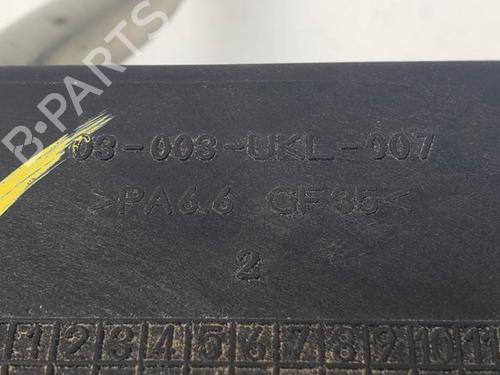 B-PARTS
03-003-UKL-007
>PA6.6 GF35<
2
1 2 3 4 5 6 7 8 9 10 11